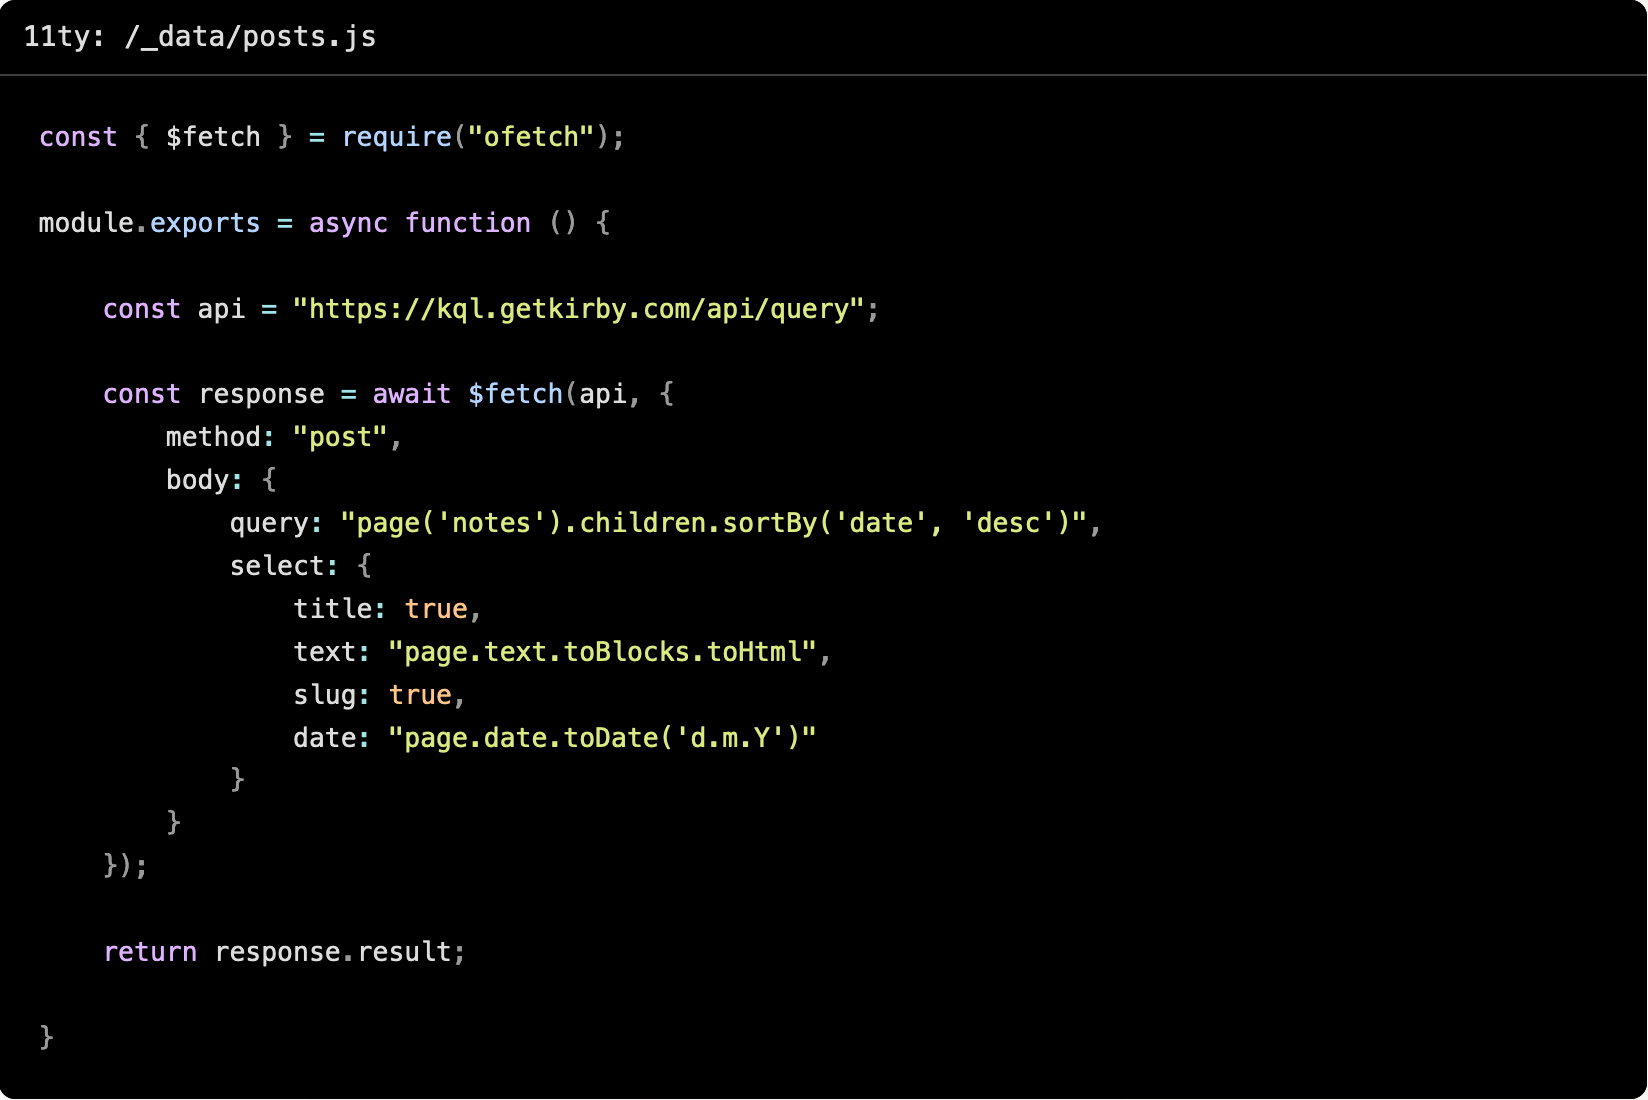 11ty: /_data/posts.js
const { $fetch } = require("ofetch");
module.exports = async function () {
    const api = "https://kql.getkirby.com/api/query";
    const response = await $fetch(api, {
        method: "post",
        body: {
            query: "page('notes').children.sortBy('date', 'desc')",
            select: {
                title: true,
                text: "page.text.toBlocks.toHtml",
                slug: true,
                date: "page.date.toDate('d.m.Y')"
            }
        }
    });
    return response.result;
}